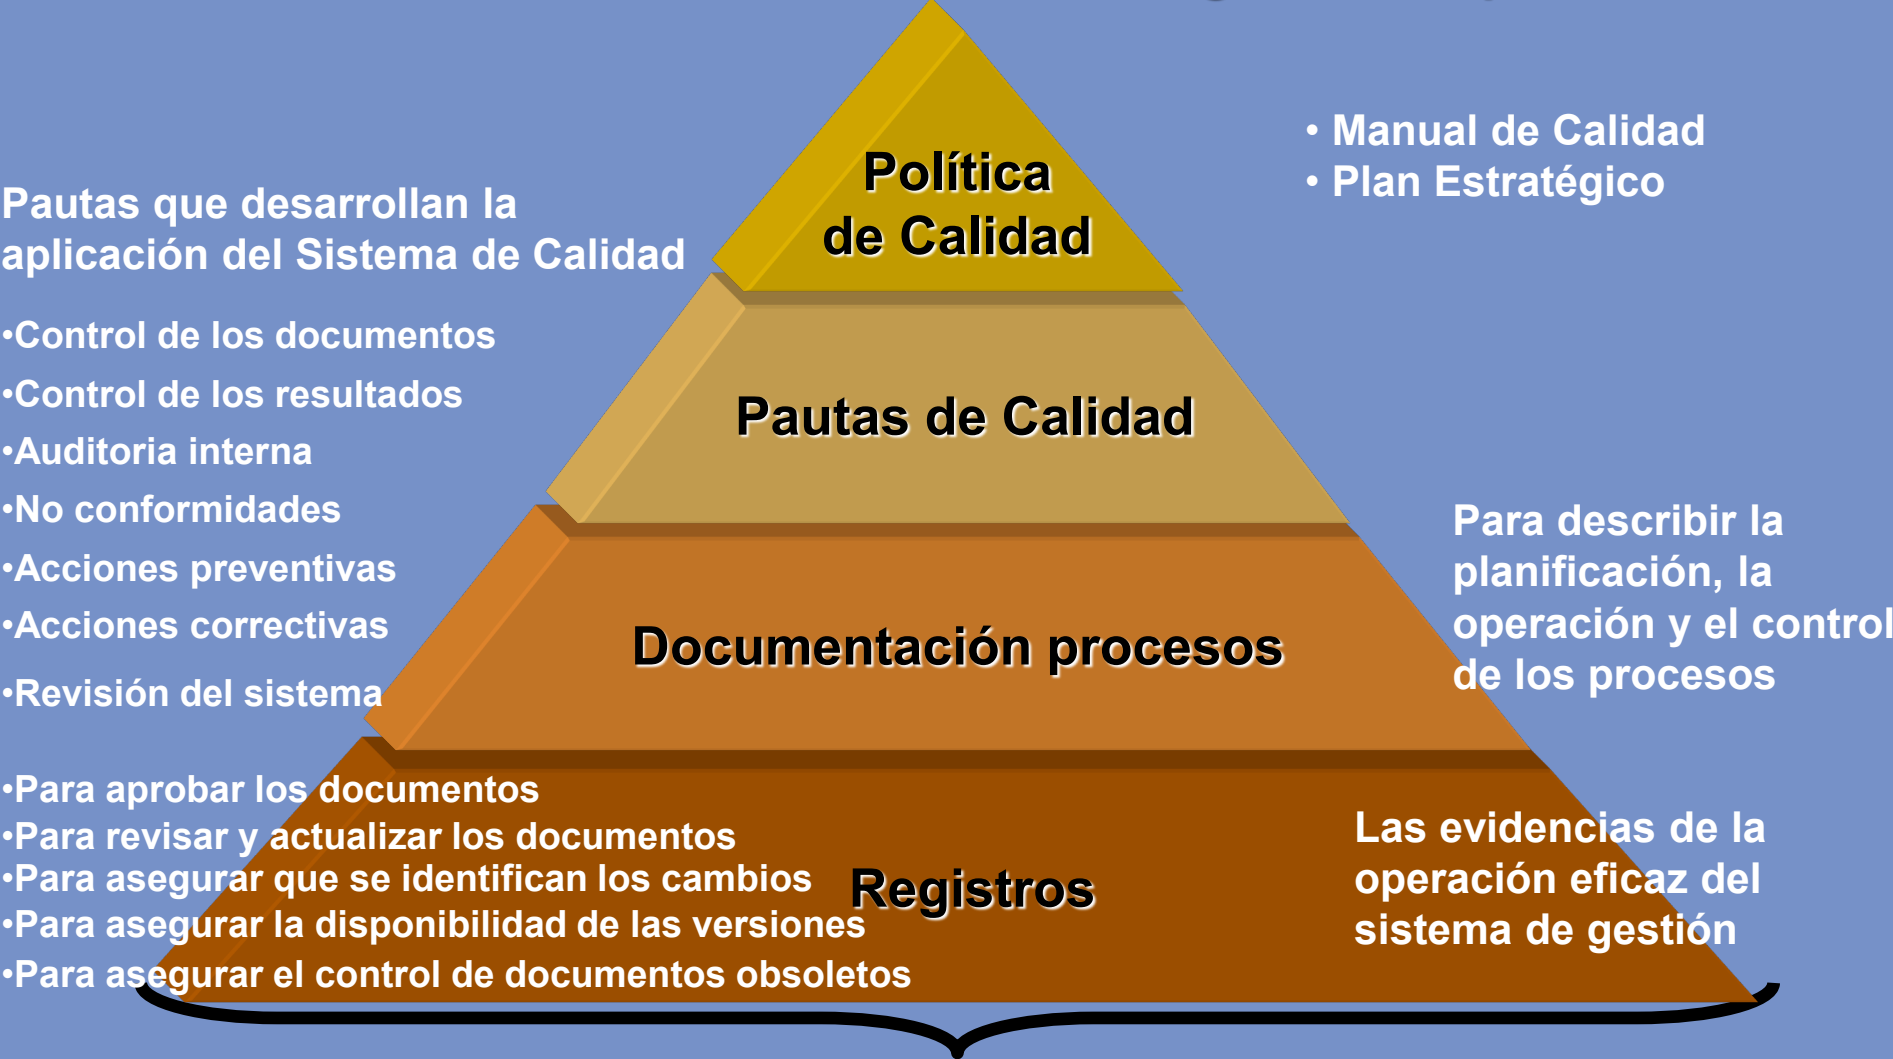 • Manual de Calidad
• Plan Estratégico
Política
de Calidad
Pautas que desarrollan la
aplicación del Sistema de Calidad
•Control de los documentos
•Control de los resultados
•Auditoria interna
•No conformidades
•Acciones preventivas
•Acciones correctivas
•Revisión del sistema
Pautas de Calidad
Para describir la
planificación, la
operación y el control
de los procesos
Documentación procesos
•Para aprobar los documentos
•Para revisar y actualizar los documentos
•Para asegurar que se identifican los cambios
•Para asegurar la disponibilidad de las versiones
•Para asegurar el control de documentos obsoletos
Registros
Las evidencias de la
operación eficaz del
sistema de gestión